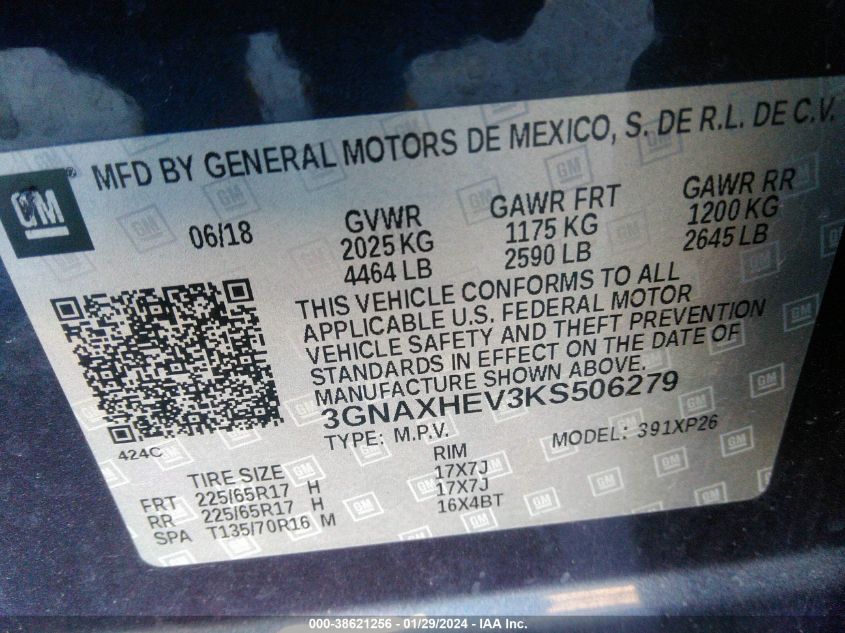 MFD BY GENERAL MOTORS DE MEXICO, S. DE R.L. DE C.V.
GM ®
06/18 GVWR GAWR FRT GAWR RR
2025 KG 1175 KG 1200 KG
4464 LB 2590 LB 2645 LB
THIS VEHICLE CONFORMS TO ALL
APPLICABLE U.S. FEDERAL MOTOR
VEHICLE SAFETY AND THEFT PREVENTION
STANDARDS IN EFFECT ON THE DATE OF
MANUFACTURE SHOWN ABOVE.
3GNAXHEV3KS506279
TYPE: M.P.V. MODEL: 391XP26
424C
TIRE SIZE RIM
FRT 225/65R17 H 17X7J
RR 225/65R17 H 17X7J
SPA T135/70R16 M 16X4BT
000-38621256 - 01/29/2024 - IAA Inc.